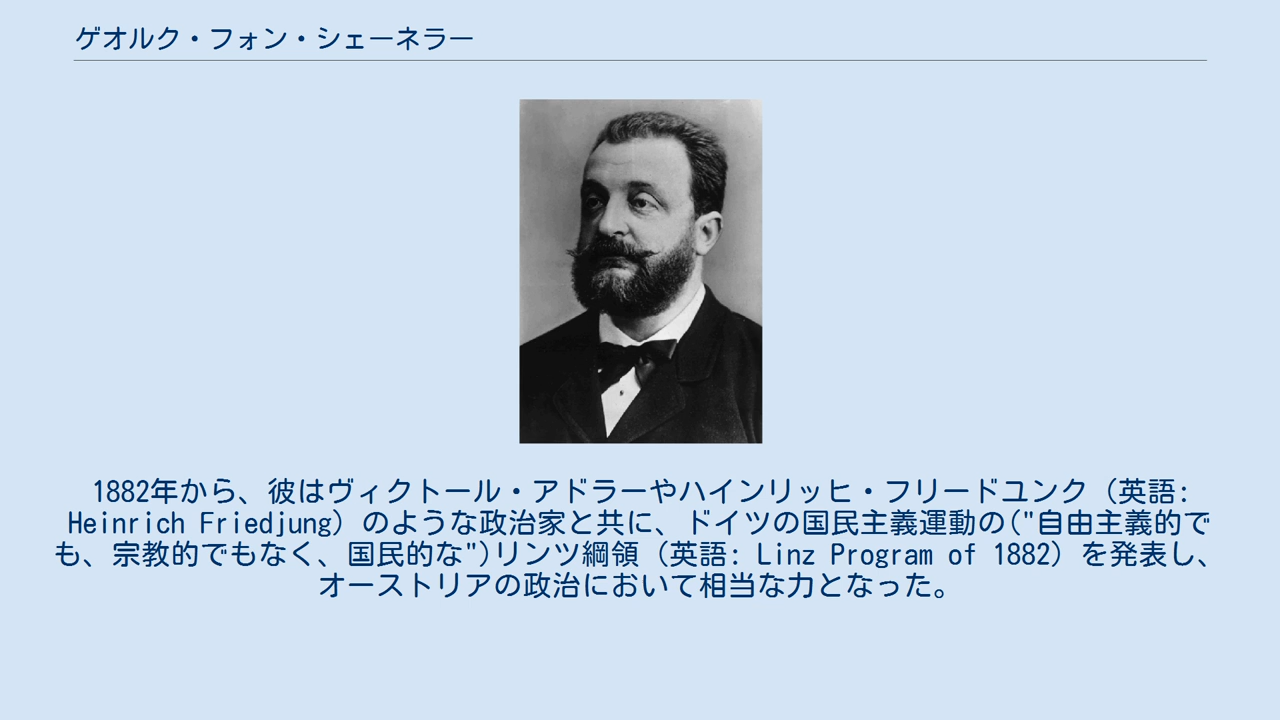 ゲオルク・フォン・シェーネラー
1882年から、彼はヴィクトール・アドラーやハインリッヒ・フリードユンク（英語:
Heinrich Friedjung）のような政治家と共に、ドイツの国民主義運動の("自由主義的で
も、宗教的でもなく、国民的な")リンツ綱領（英語: Linz Program of 1882）を発表し、
オーストリアの政治において相当な力となった。